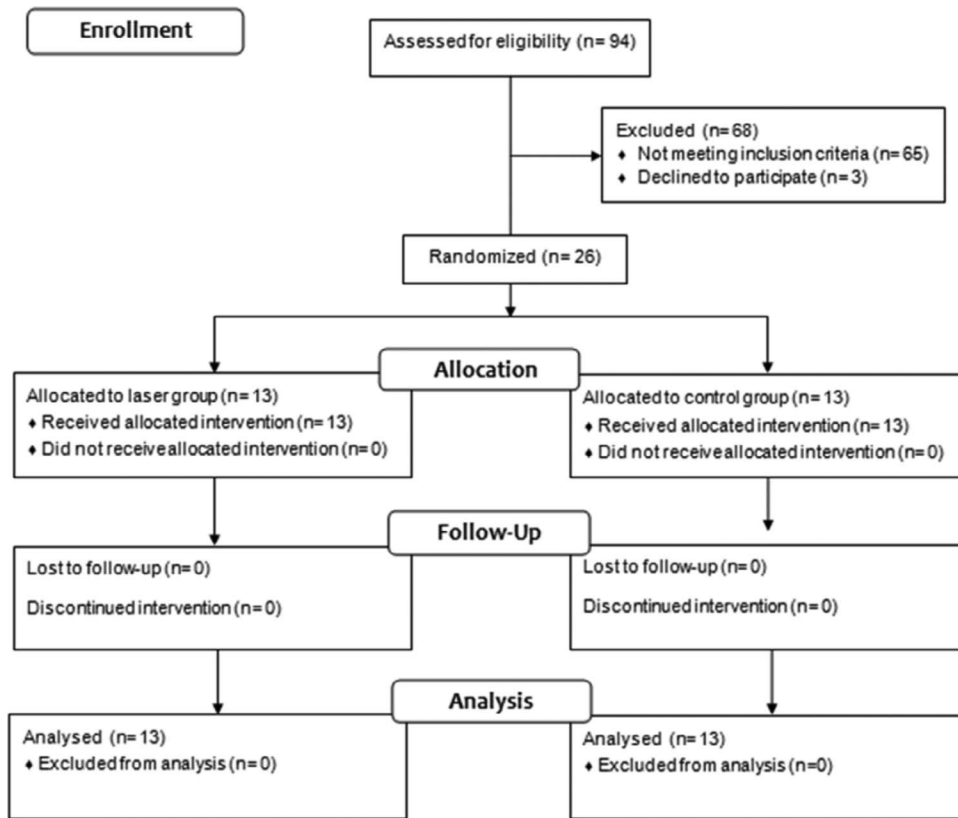 Enrollment
Assessed for eligibility (n= 94)
Excluded (n=68)
♦ Not meeting inclusion criteria (n=65)
♦ Declined to participate (n=3)
Randomized (n= 26)
Allocation
Allocated to laser group (n=13)
♦ Received allocated intervention (n=13)
♦ Did not receive allocated intervention (n=0)
Allocated to control group (n=13)
♦ Received allocated intervention (n=13)
♦ Did not receive allocated intervention (n=0)
Follow-Up
Lost to follow-up (n=0)
Discontinued intervention (n=0)
Lost to follow-up (n=0)
Discontinued intervention (n=0)
Analysis
Analysed (n=13)
♦ Excluded from analysis (n=0)
Analysed (n=13)
♦ Excluded from analysis (n=0)